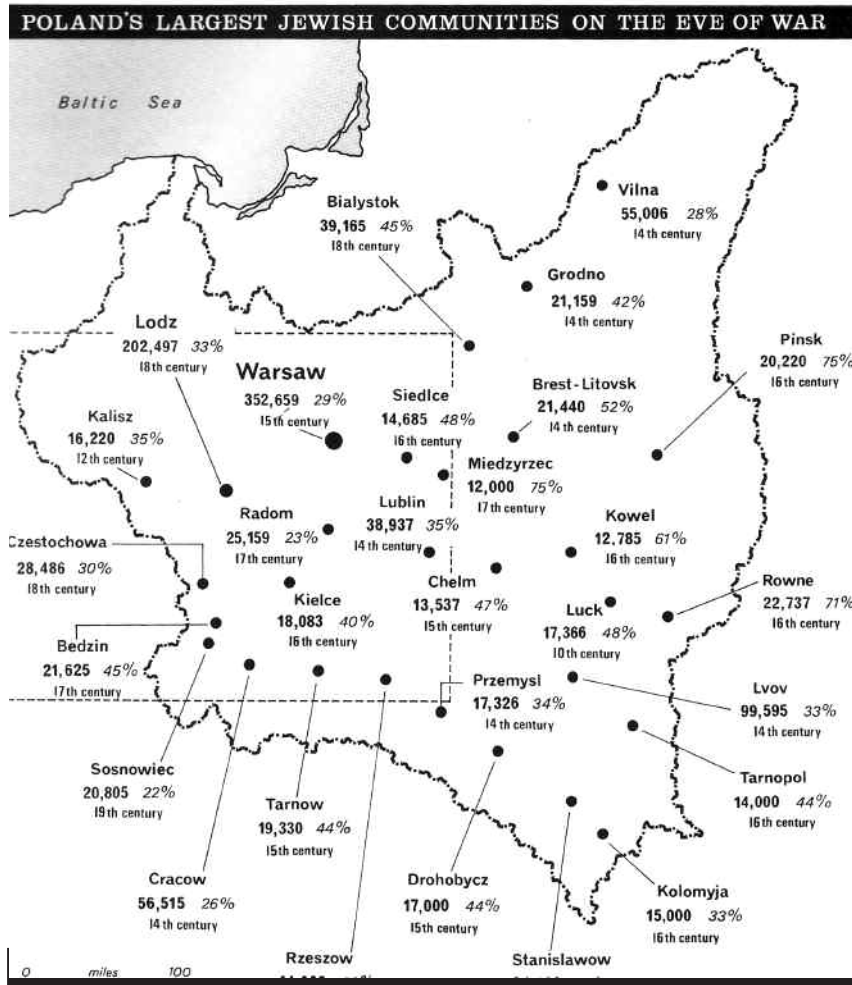 POLAND'S LARGEST JEWISH COMMUNITIES ON THE EVE OF WAR
Baltic Sea
Vilna
55,006 28%
14th century
Bialystok
39,165 45%
18th century
Grodno
21,159 42%
14th century
Lodz
202,497 33%
18th century
Pinsk
20,220 75%
16th century
Warsaw
352,659 29%
15th century
Siedlce
14,685 48%
16th century
Brest-Litovsk
21,440 52%
14th century
Kalisz
16,220 35%
12th century
Miedzyrzec
12,000 75%
17th century
Lublin
38,937 35%
14th century
Radom
25,159 23%
17th century
Kowel
12,785 61%
16th century
Czestochowa
28,486 30%
18th century
Chelm
13,537 47%
15th century
Rowne
22,737 71%
16th century
Kielce
18,083 40%
16th century
Luck
17,366 48%
10th century
Bedzin
21,625 45%
17th century
Przemysl
17,326 34%
14th century
Lvov
99,595 33%
14th century
Sosnowiec
20,805 22%
19th century
Tarnopol
14,000 44%
16th century
Tarnow
19,330 44%
15th century
Cracow
56,515 26%
14th century
Drohobycz
17,000 44%
15th century
Kolomyja
15,000 33%
16th century
Rzeszow
Stanislawow
0 miles 100